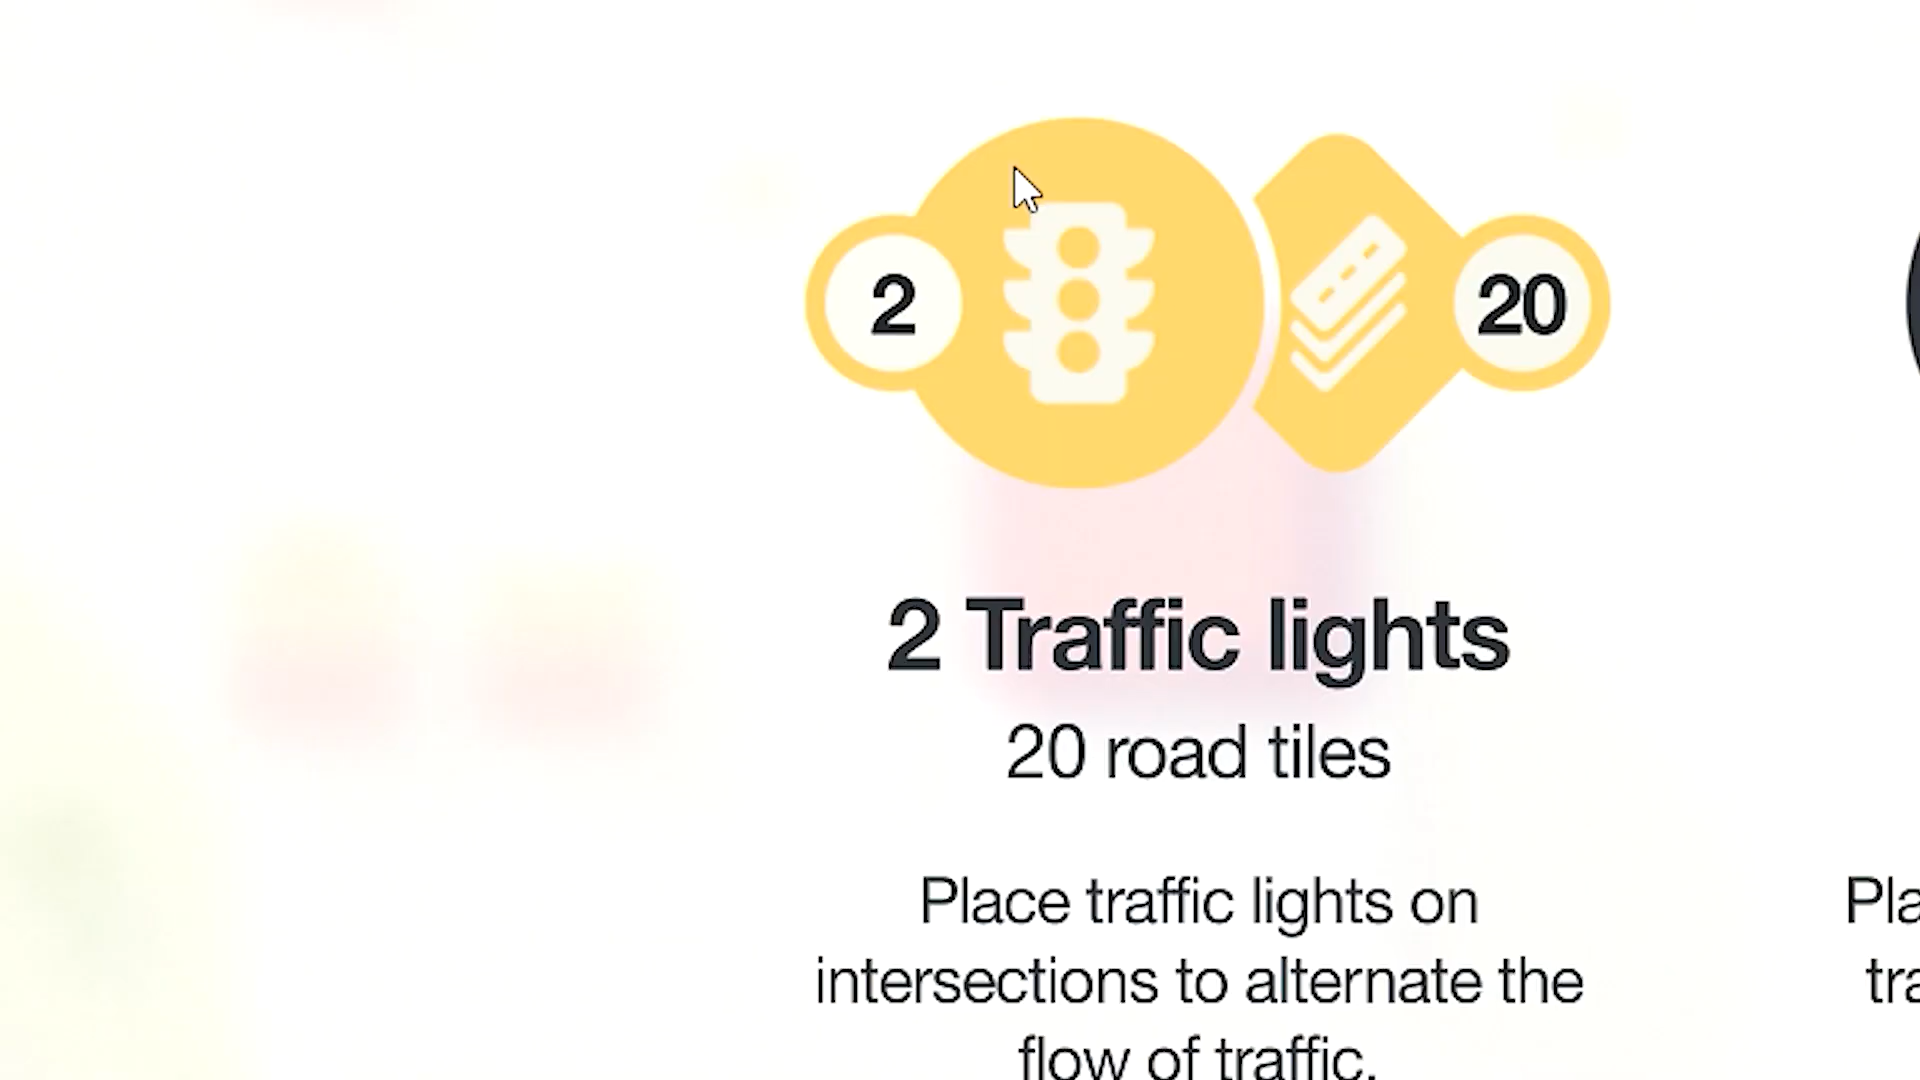 2
20
2 Traffic lights
20 road tiles
Place traffic lights on
intersections to alternate the
flow of traffic.